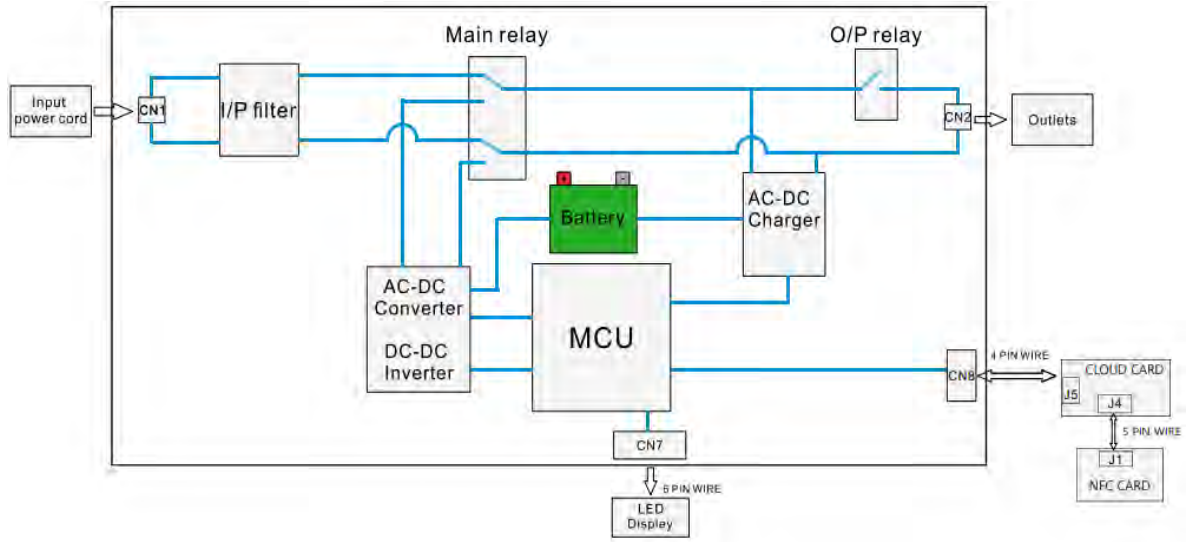 Main relay
O/P relay
Input
power cord
CN1
I/P filter
CN2
Outlets
+
-
Battery
AC-DC
Charger
AC-DC
Converter
DC-DC
Inverter
MCU
4 PIN WIRE
CN8
CLOUD CARD
J5
J4
5 PIN WIRE
J1
NFC CARD
CN7
6 PIN WIRE
LED
Display